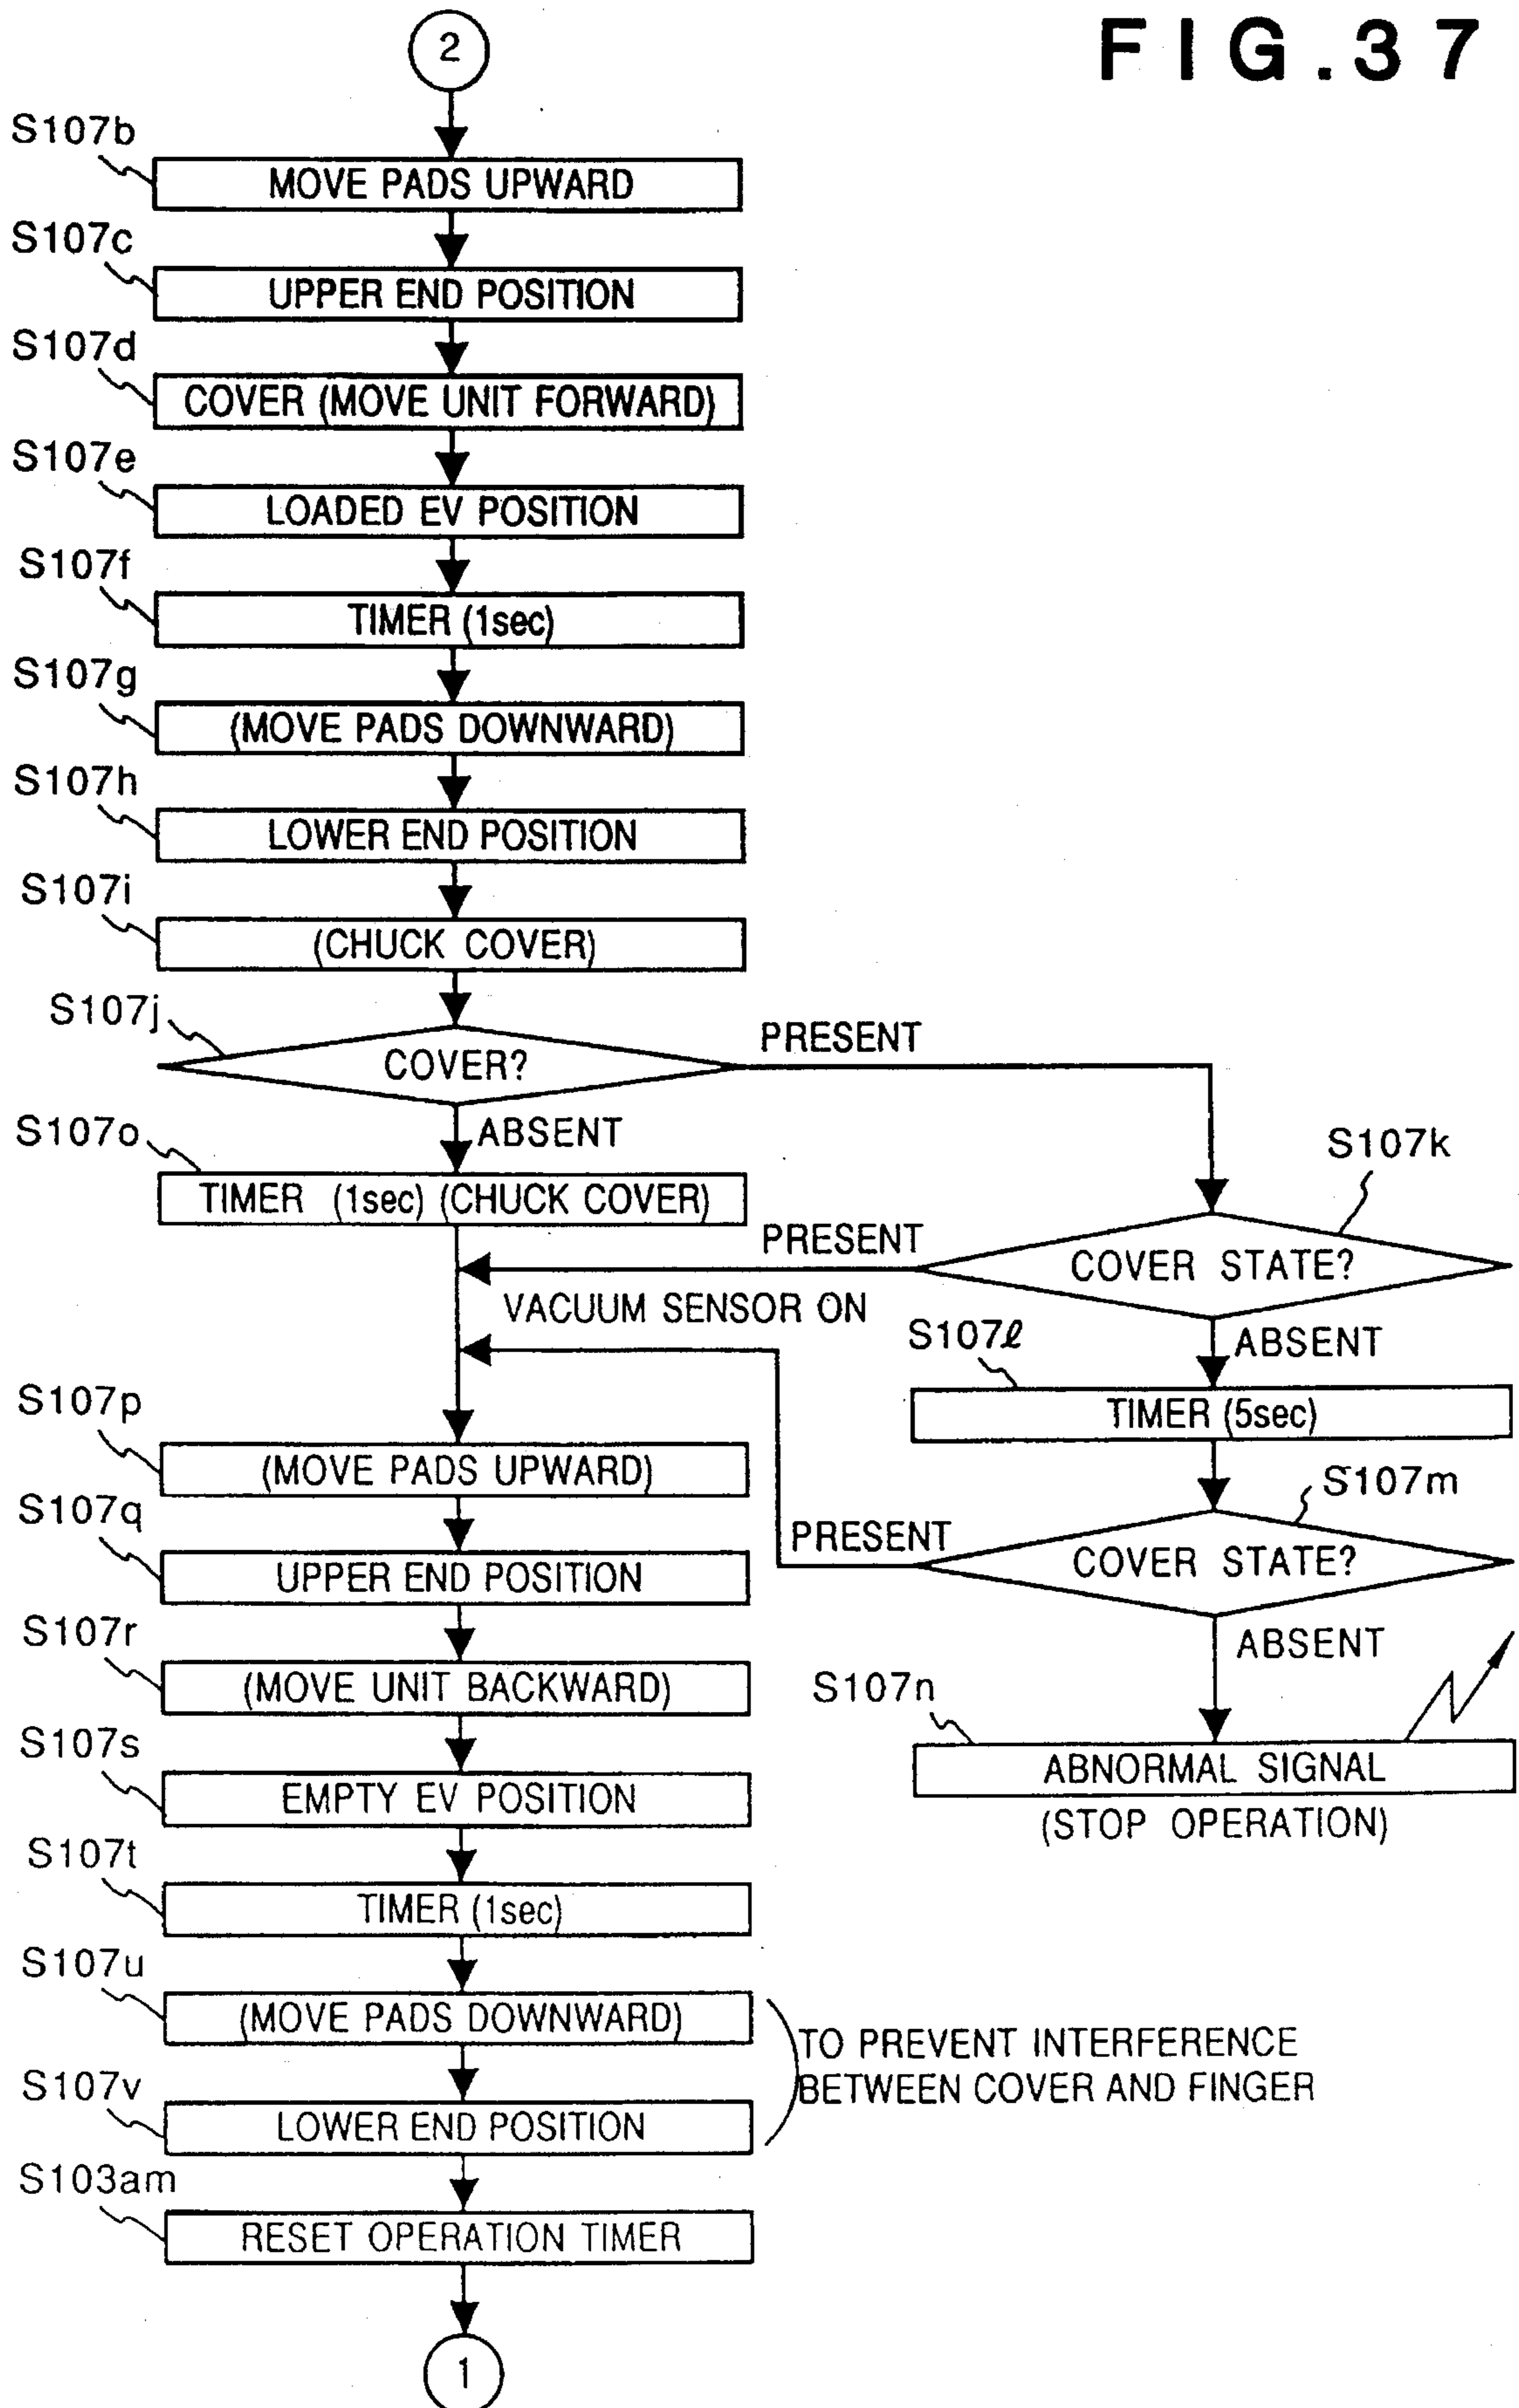 FIG.37
2
S107b
MOVE PADS UPWARD
S107c
UPPER END POSITION
S107d
COVER (MOVE UNIT FORWARD)
S107e
LOADED EV POSITION
S107f
TIMER (1sec)
S107g
(MOVE PADS DOWNWARD)
S107h
LOWER END POSITION
S107i
(CHUCK COVER)
S107j
COVER?
PRESENT
ABSENT
S107o
TIMER (1sec) (CHUCK COVER)
S107k
COVER STATE?
PRESENT
VACUUM SENSOR ON
ABSENT
S107ℓ
TIMER (5sec)
S107m
COVER STATE?
PRESENT
ABSENT
S107n
ABNORMAL SIGNAL
(STOP OPERATION)
S107p
(MOVE PADS UPWARD)
S107q
UPPER END POSITION
S107r
(MOVE UNIT BACKWARD)
S107s
EMPTY EV POSITION
S107t
TIMER (1sec)
S107u
(MOVE PADS DOWNWARD)
TO PREVENT INTERFERENCE
BETWEEN COVER AND FINGER
S107v
LOWER END POSITION
S103am
RESET OPERATION TIMER
1